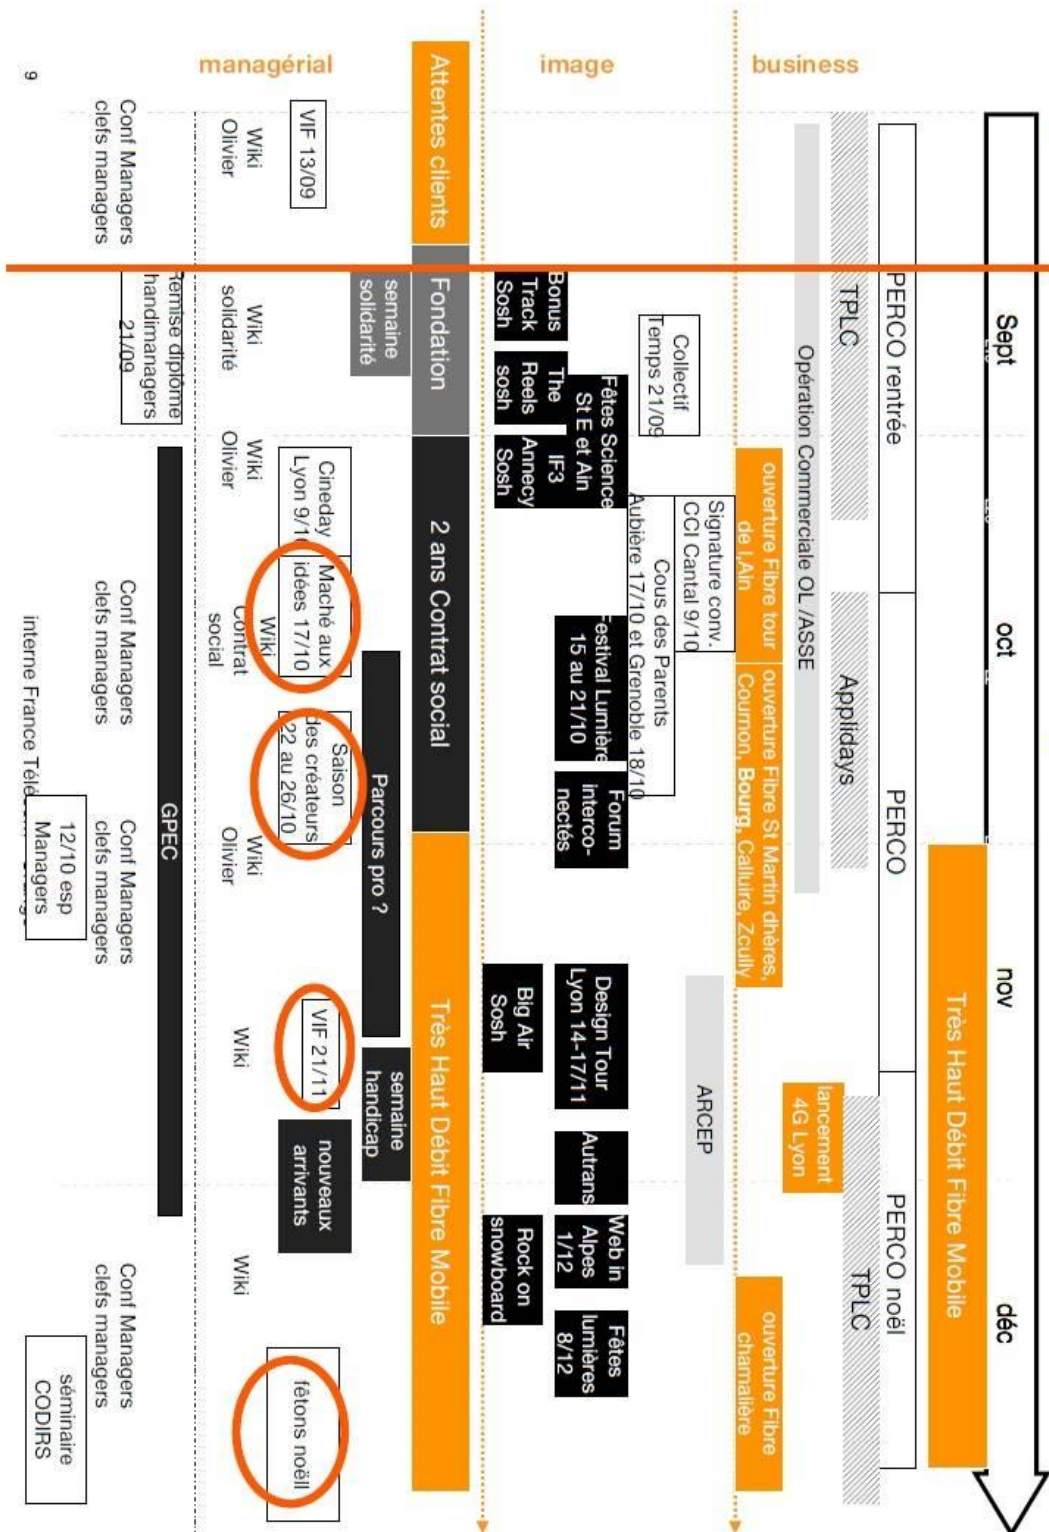 Sept
oct
nov
déc
Très Haut Débit Fibre Mobile
PERCO rentrée
PERCO
PERCO noël
TPLC
Applidays
TPLC
Opération Commerciale OL /ASSE
lancement
4G Lyon
business
ouverture Fibre tour
de l,Ain
ouverture Fibre St Martin dhères,
Cournon, Bourg, Calluire, Zcully
ouverture Fibre
chamalière
Signature conv.
CCI Cantal 9/10
ARCEP
Collectif
Temps 21/09
Cous des Parents
Aubière 17/10 et Grenoble 18/10
image
Fêtes Science
St E et Ain
Festival Lumière
15 au 21/10
Forum
interco-
nectés
Design Tour
Lyon 14-17/11
Autrans
Web in
Alpes
1/12
Fêtes
lumières
8/12
Bonus
Track
Sosh
The
Reels
sosh
IF3
Annecy
Sosh
Big Air
Sosh
Rock on
snowboard
Attentes clients
Fondation
2 ans Contrat social
Très Haut Débit Fibre Mobile
managérial
semaine
solidarité
Parcours pro ?
semaine
handicap
VIF 13/09
Cineday
Lyon 9/10
Maché aux
idées 17/10
Saison
des créateurs
22 au 26/10
VIF 21/11
nouveaux
arrivants
fêtons noëll
Wiki
Olivier
Wiki
solidarité
Wiki
Olivier
Wiki
Contrat
social
Wiki
Olivier
Wiki
Wiki
Remise diplôme
handimanagers
21/09
GPEC
Conf Managers
clefs managers
Conf Managers
clefs managers
Conf Managers
clefs managers
Conf Managers
clefs managers
12/10 esp
Managers
séminaire
CODIRS
interne France
9